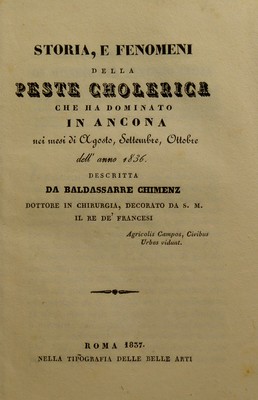 STORIA, E FENOMENI
DELLA
PESTE CHOLERICA
CHE HA DOMINATO
IN ANCONA
nei mesi di Agosto, Settembre, Ottobre
dell' anno 1836.
DESCRITTA
DA BALDASSARRE CHIMENZ
DOTTORE IN CHIRURGIA, DECORATO DA S. M.
IL RE DE' FRANCESI
Agricolis Campos, Civibus
Urbes vidunt.
ROMA 1837.
NELLA TIPOGRAFIA DELLE BELLE ARTI